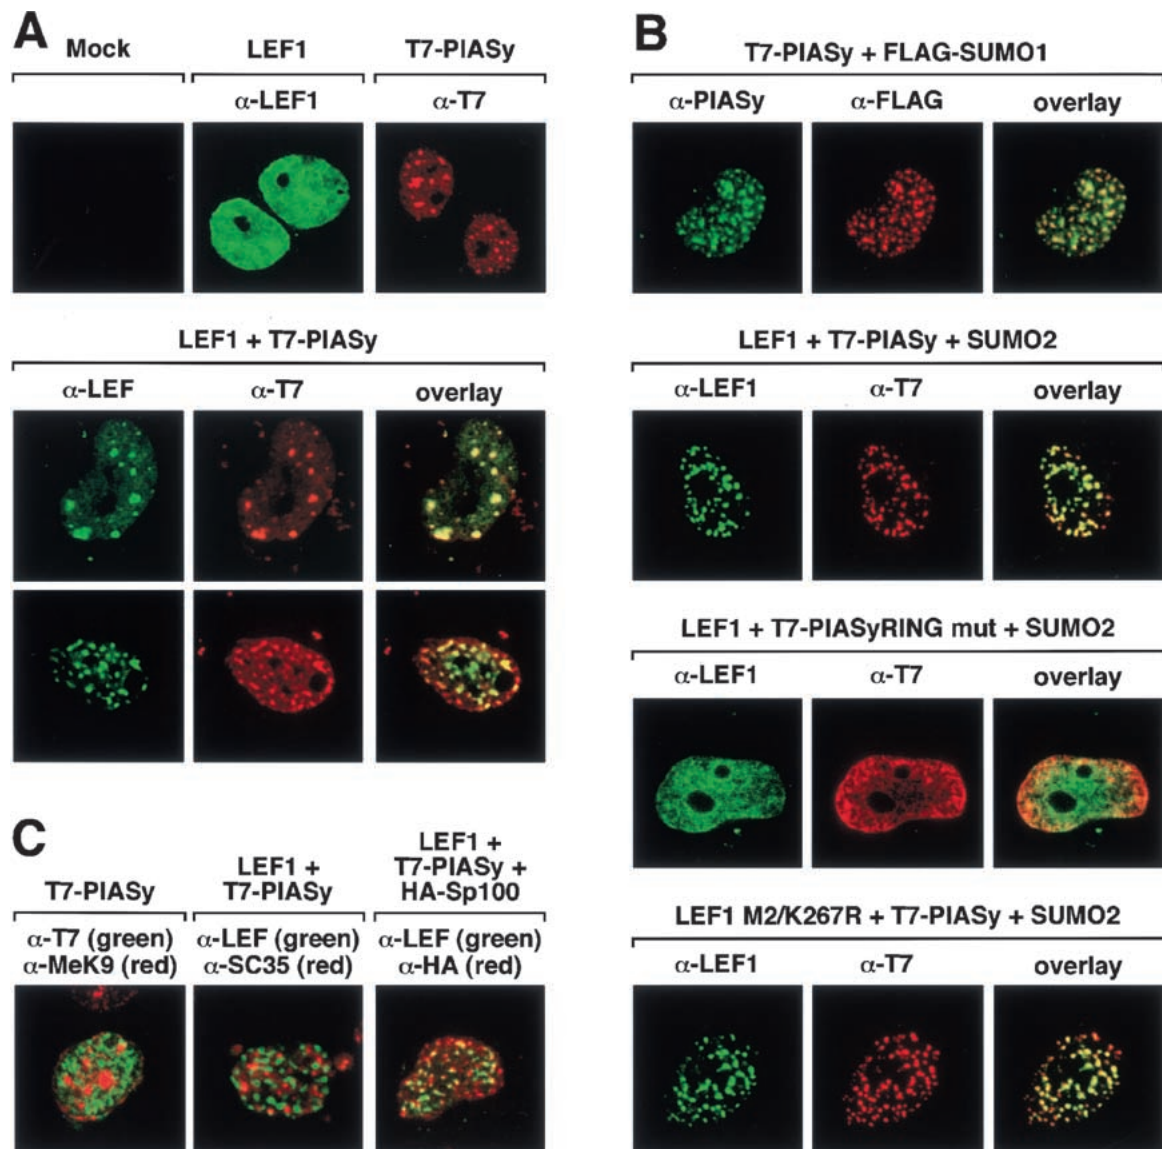 A
Mock LEF1 T7-PIASy
α-LEF1 α-T7
LEF1 + T7-PIASy
α-LEF α-T7 overlay
B
T7-PIASy + FLAG-SUMO1
α-PIASy α-FLAG overlay
LEF1 + T7-PIASy + SUMO2
α-LEF1 α-T7 overlay
LEF1 + T7-PIASyRING mut + SUMO2
α-LEF1 α-T7 overlay
LEF1 M2/K267R + T7-PIASy + SUMO2
α-LEF1 α-T7 overlay
C
T7-PIASy
α-T7 (green)
α-MeK9 (red)
LEF1 +
T7-PIASy
α-LEF (green)
α-SC35 (red)
LEF1 +
T7-PIASy +
HA-Sp100
α-LEF (green)
α-HA (red)